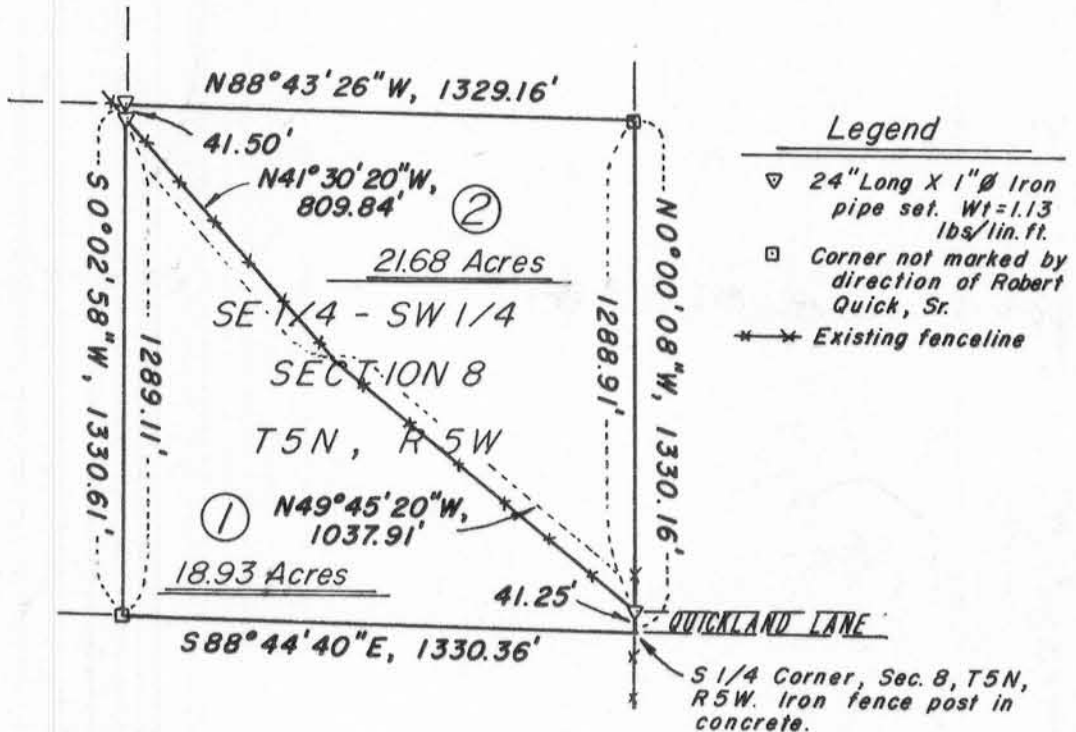 N88°43'26"W, 1329.16'
41.50'
N41°30'20"W,
809.84'
2
21.68 Acres
SE 1/4 - SW 1/4
SECTION 8
T5N, R 5W
S 0°02'58"W, 1330.61'
1289.11'
1288.91'
N0°00'08"W, 1330.16'
1
N49°45'20"W,
1037.91'
18.93 Acres
41.25'
S88°44'40"E, 1330.36'
QUICKLAND LANE
S 1/4 Corner, Sec. 8, T5N,
R5W. Iron fence post in
concrete.
Legend
24"Long X 1"Ø Iron
pipe set. Wt=1.13
lbs/lin. ft.
Corner not marked by
direction of Robert
Quick, Sr.
Existing fenceline